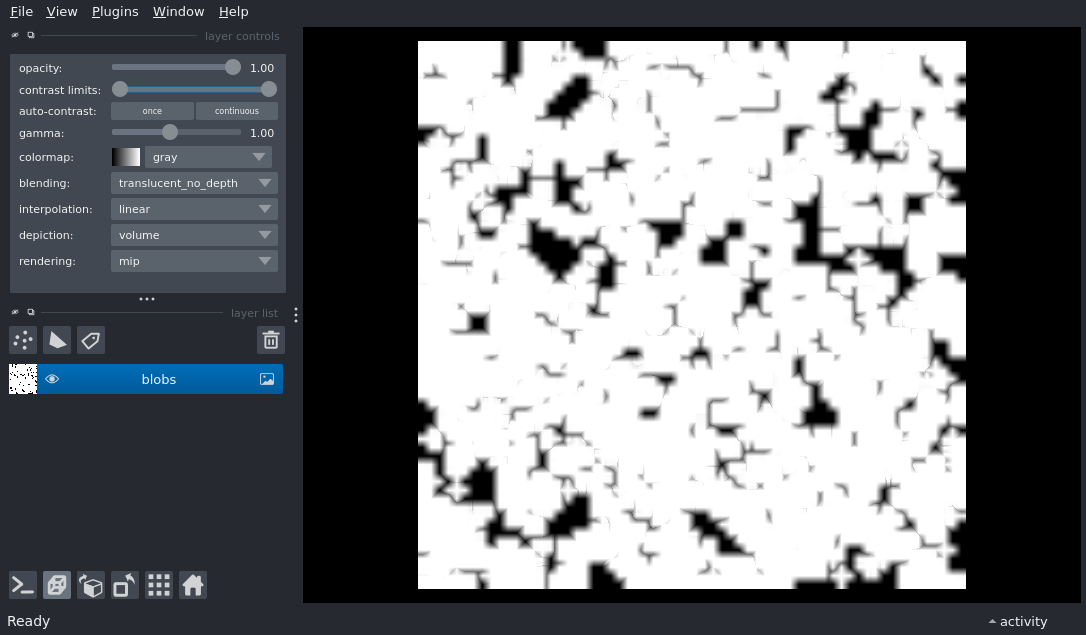 File View Plugins Window Help
layer controls
opacity: 1.00
contrast limits:
auto-contrast: once continuous
gamma: 1.00
colormap: gray
blending: translucent_no_depth
interpolation: linear
depiction: volume
rendering: mip
layer list
blobs
Ready activity